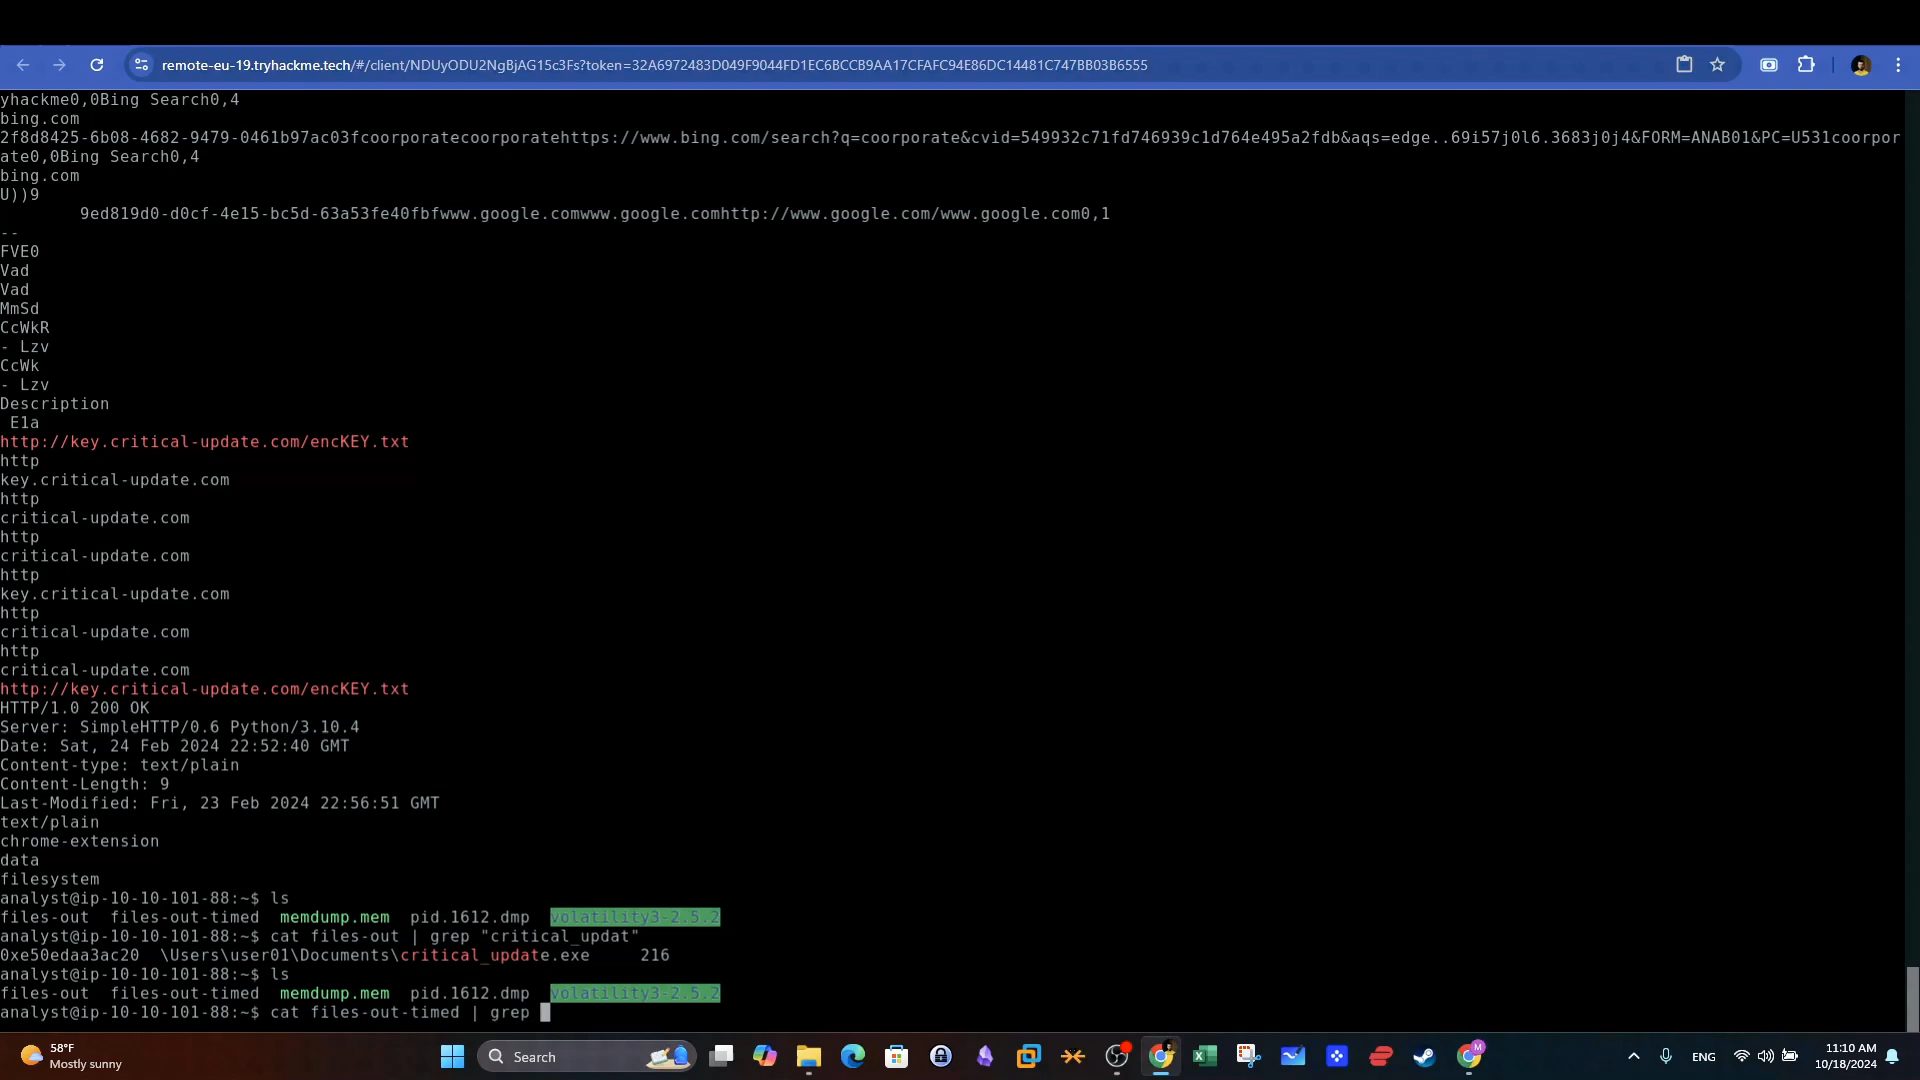 remote-eu-19.tryhackme.tech/#/client/NDUyODU2NgBjAG15c3Fs?token=32A6972483D049F9044FD1EC6BCCB9AA17CFAFC94E86DC14481C747BB03B6555
yhackme0,0Bing Search0,4
bing.com
2f8d8425-6b08-4682-9479-0461b97ac03fcoorporatecoorporatehttps://www.bing.com/search?q=coorporate&cvid=549932c71fd746939c1d764e495a2fdb&aqs=edge..69i57j0l6.3683j0j4&FORM=ANAB01&PC=U531coorpor
ate0,0Bing Search0,4
bing.com
U))9
9ed819d0-d0cf-4e15-bc5d-63a53fe40fbfwww.google.comwww.google.comhttp://www.google.com/www.google.com0,1
--
FVE0
Vad
Vad
MmSd
CcWkR
- Lzv
CcWk
- Lzv
Description
E1a
http://key.critical-update.com/encKEY.txt
http
key.critical-update.com
http
critical-update.com
http
critical-update.com
http
key.critical-update.com
http
critical-update.com
http
critical-update.com
http://key.critical-update.com/encKEY.txt
HTTP/1.0 200 OK
Server: SimpleHTTP/0.6 Python/3.10.4
Date: Sat, 24 Feb 2024 22:52:40 GMT
Content-type: text/plain
Content-Length: 9
Last-Modified: Fri, 23 Feb 2024 22:56:51 GMT
text/plain
chrome-extension
data
filesystem
analyst@ip-10-10-101-88:~$ ls
files-out  files-out-timed  memdump.mem  pid.1612.dmp  volatility3-2.5.2
analyst@ip-10-10-101-88:~$ cat files-out | grep "critical_updat"
0xe50edaa3ac20  \Users\user01\Documents\critical_update.exe     216
analyst@ip-10-10-101-88:~$ ls
files-out  files-out-timed  memdump.mem  pid.1612.dmp  volatility3-2.5.2
analyst@ip-10-10-101-88:~$ cat files-out-timed | grep
58°F
Mostly sunny
Search
ENG
11:10 AM
10/18/2024